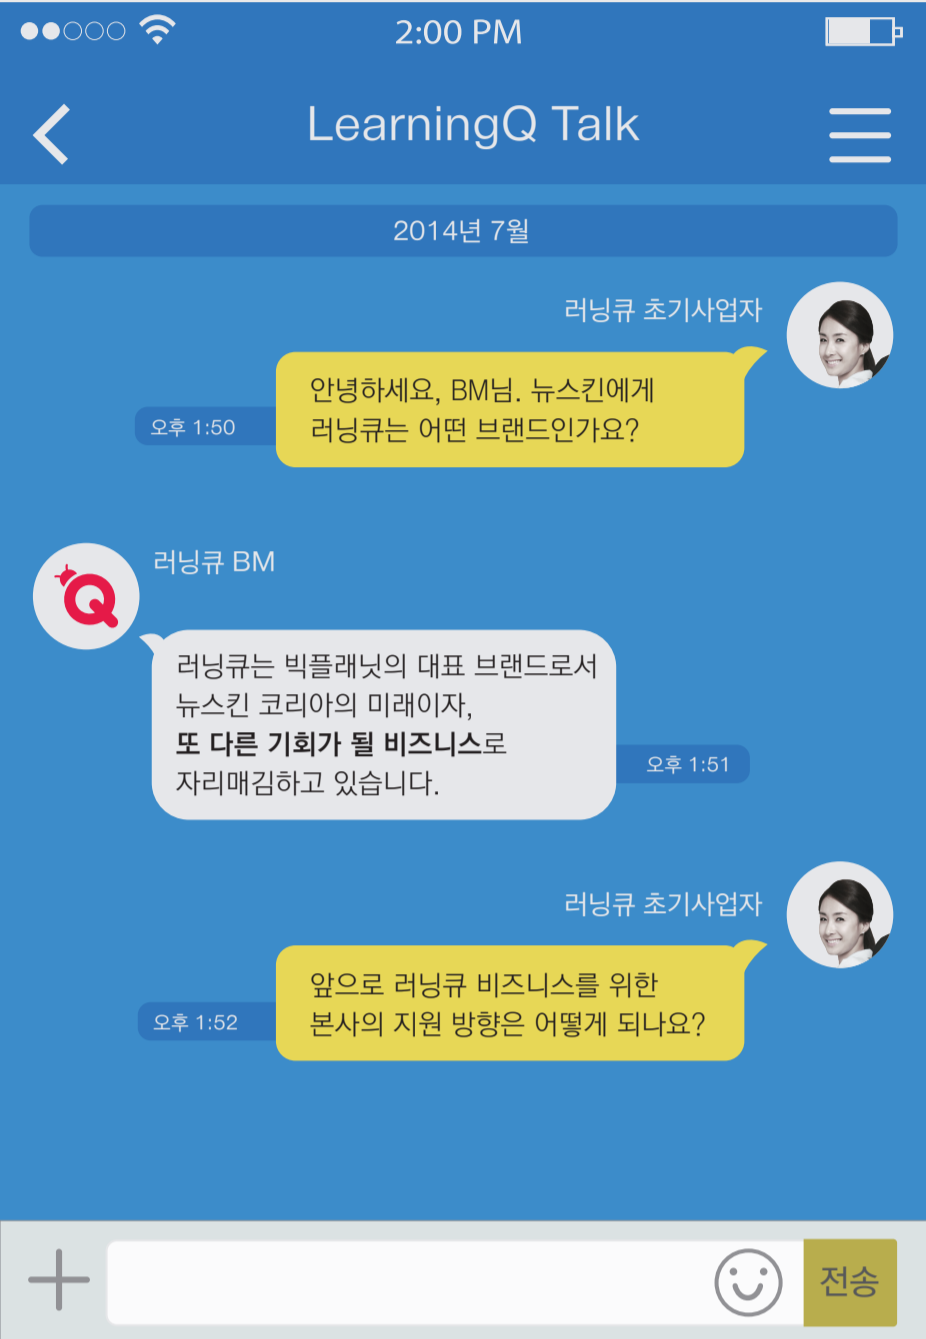 2:00 PM
LearningQ Talk
2014년 7월
러닝큐 초기사업자
안녕하세요, BM님. 뉴스킨에게
러닝큐는 어떤 브랜드인가요?
오후 1:50
러닝큐 BM
러닝큐는 빅플래닛의 대표 브랜드로서
뉴스킨 코리아의 미래이자,
또 다른 기회가 될 비즈니스로
자리매김하고 있습니다.
오후 1:51
러닝큐 초기사업자
앞으로 러닝큐 비즈니스를 위한
본사의 지원 방향은 어떻게 되나요?
오후 1:52
전송